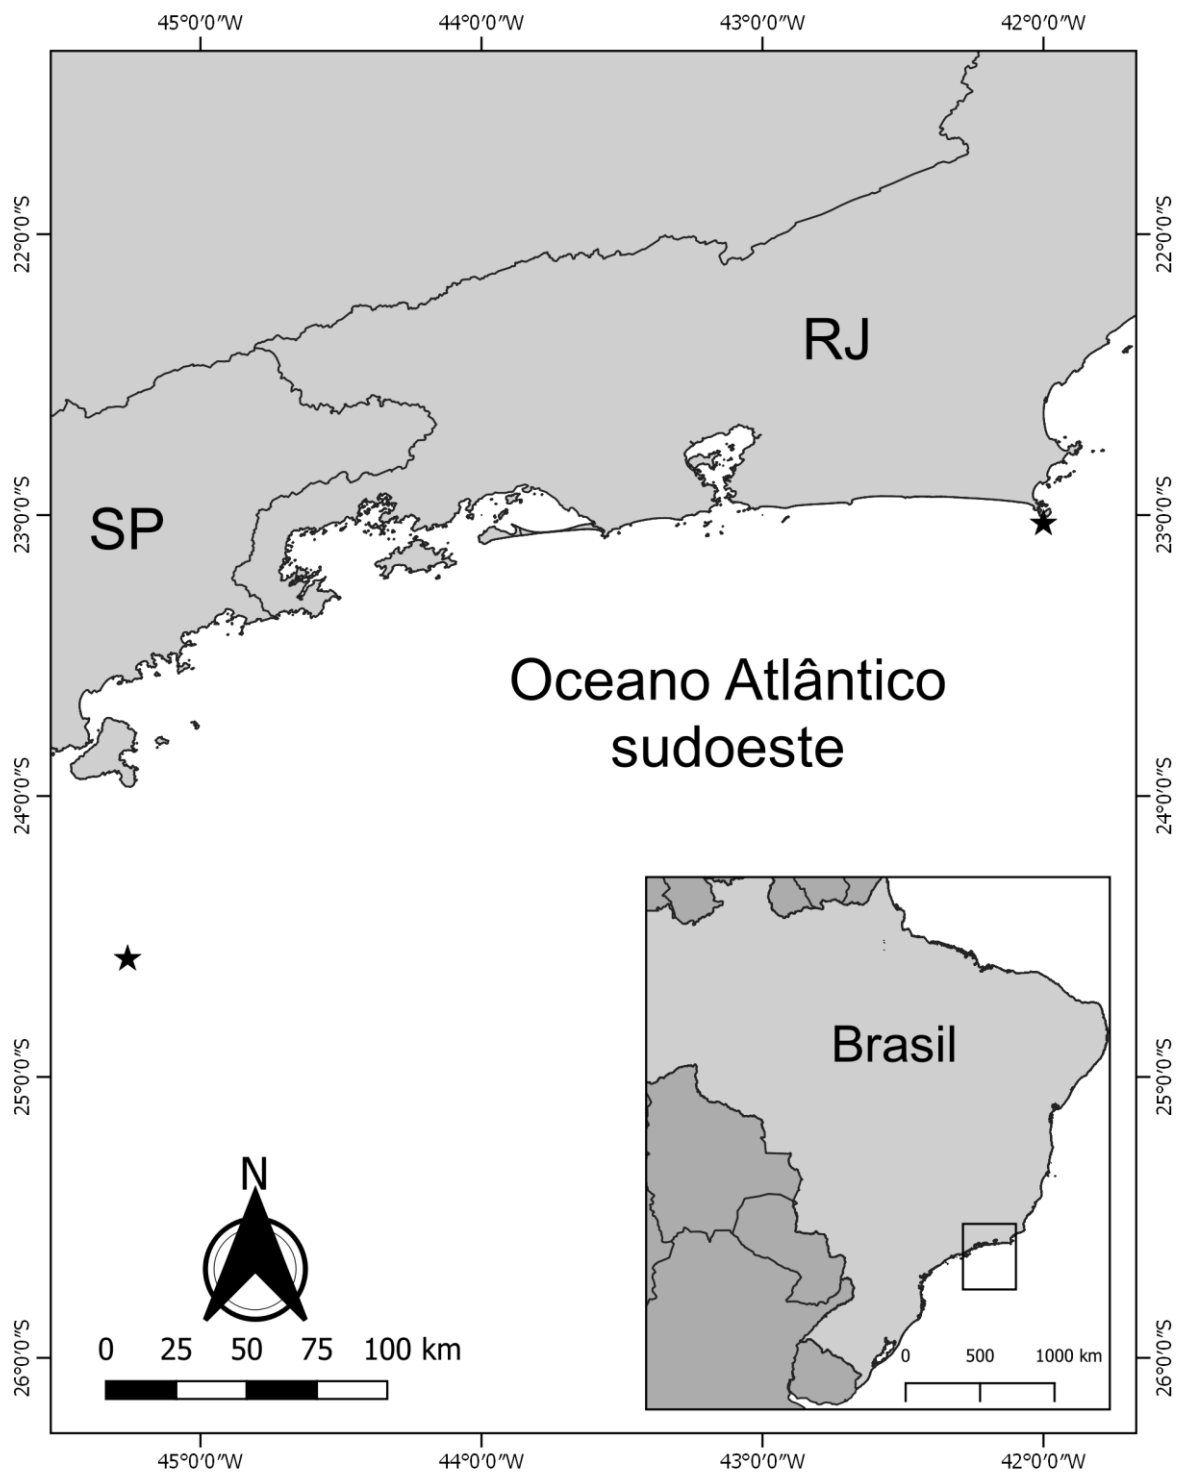 45°0′0″W 44°0′0″W 43°0′0″W 42°0′0″W
22°0′0″S 22°0′0″S
RJ
SP
23°0′0″S 23°0′0″S
Oceano Atlântico
sudoeste
24°0′0″S 24°0′0″S
Brasil
25°0′0″S 25°0′0″S
N
0 25 50 75 100 km
0 500 1000 km
26°0′0″S 26°0′0″S
45°0′0″W 44°0′0″W 43°0′0″W 42°0′0″W